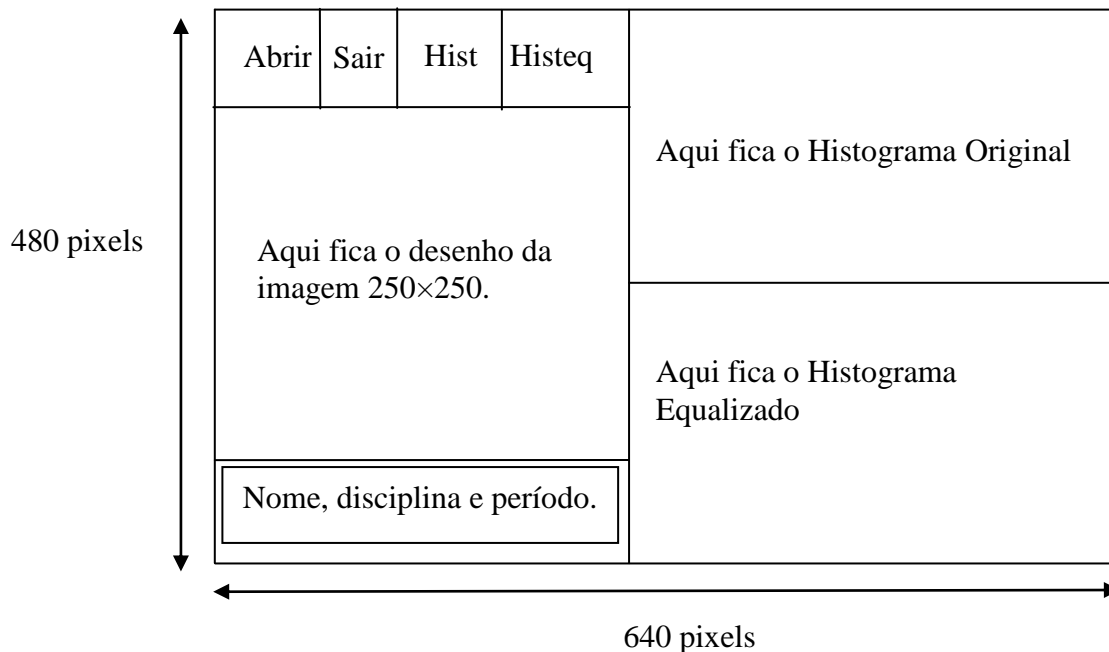 Abrir Sair Hist Histeq
Aqui fica o Histograma Original
480 pixels
Aqui fica o desenho da
imagem 250×250.
Aqui fica o Histograma
Equalizado
Nome, disciplina e período.
640 pixels